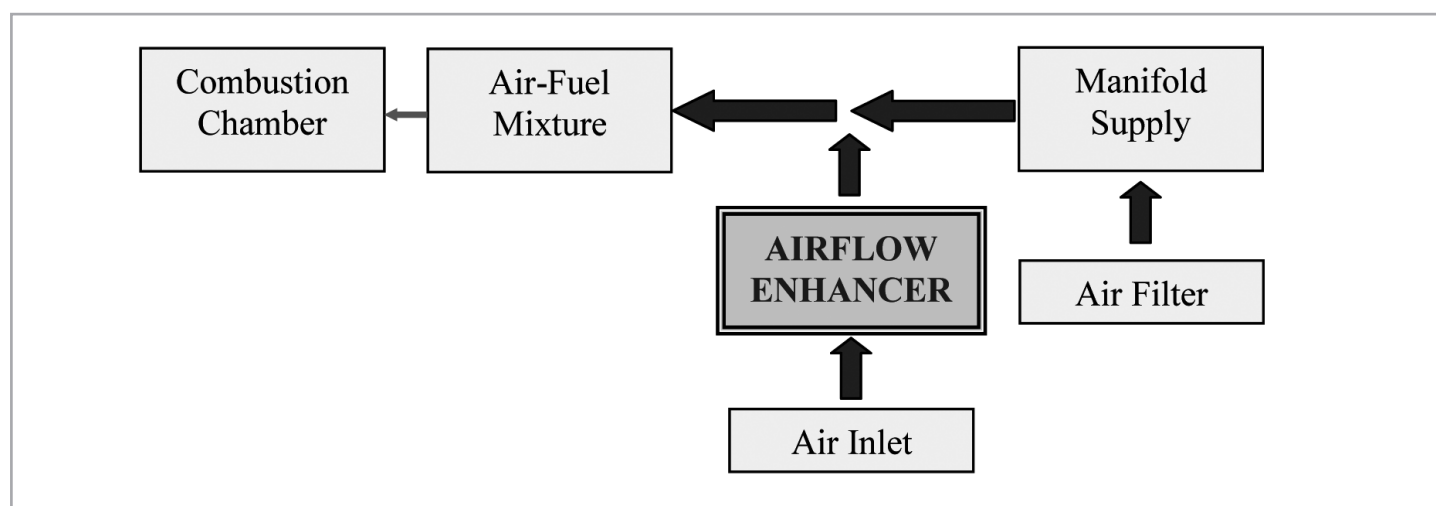 Combustion
Chamber
Air-Fuel
Mixture
Manifold
Supply
AIRFLOW
ENHANCER
Air Filter
Air Inlet